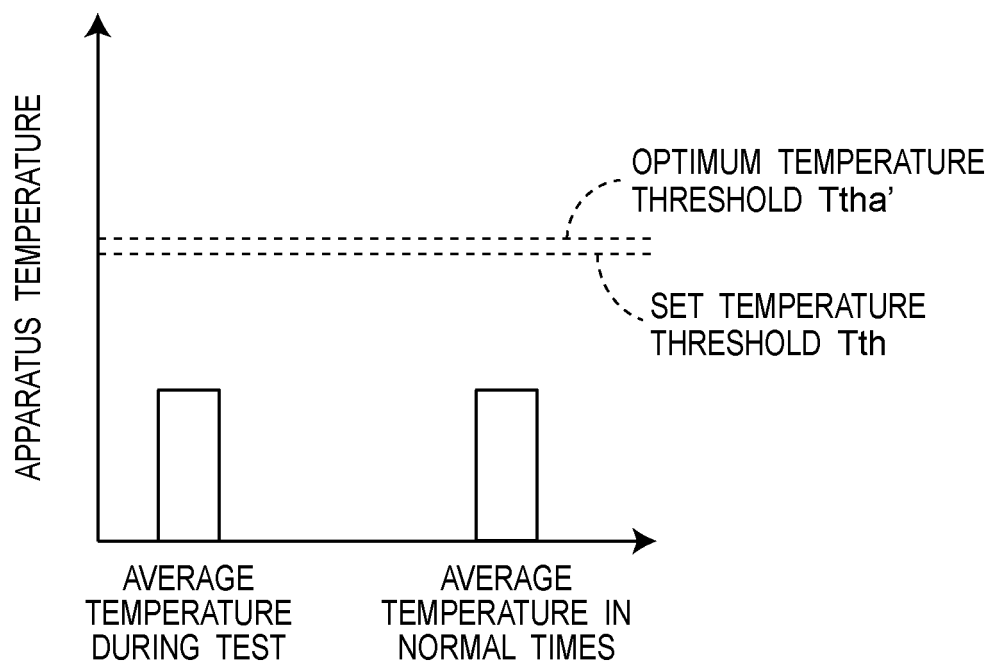 APPARATUS TEMPERATURE
OPTIMUM TEMPERATURE
THRESHOLD Ttha’
SET TEMPERATURE
THRESHOLD Tth
AVERAGE
TEMPERATURE
DURING TEST
AVERAGE
TEMPERATURE IN
NORMAL TIMES